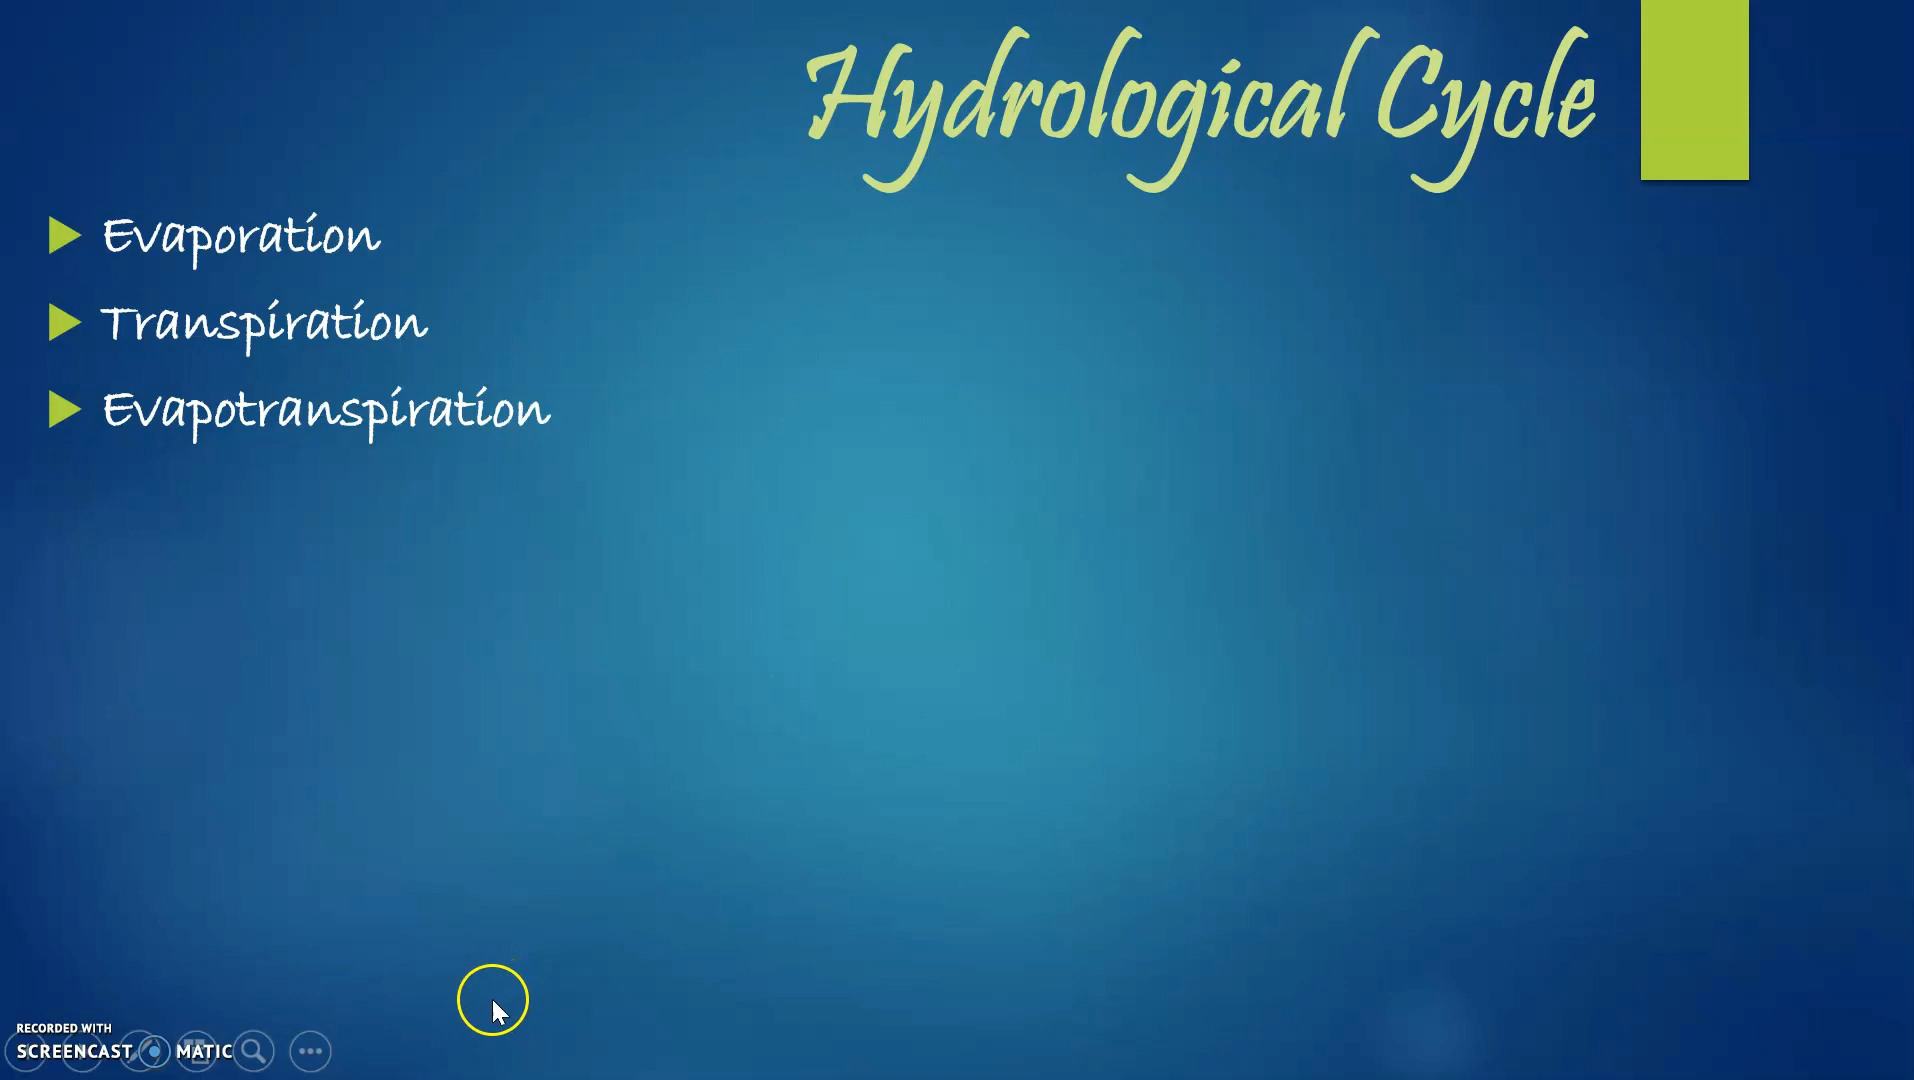 Hydrological Cycle
Evaporation
Transpiration
Evapotranspiration
RECORDED WITH
SCREENCAST MATIC